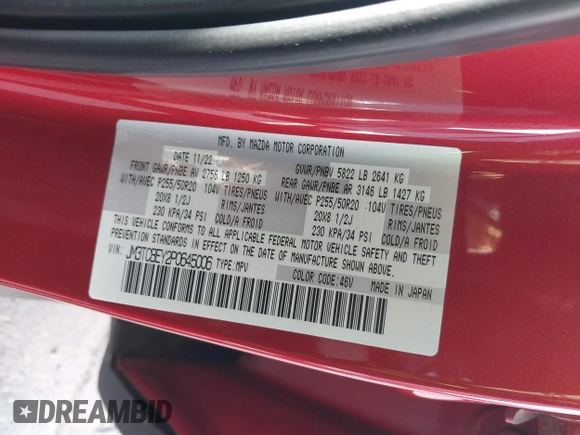 MFD. BY MAZDA MOTOR CORPORATION
DATE 11/22 GVWR/PNBV 5822 LB 2641 KG
FRONT GAWR/PNBE AV 2756 LB 1250 KG REAR GAWR/PNBE AR 3146 LB 1427 KG
WITH/AVEC P255/50R20 104V TIRES/PNEUS WITH/AVEC P255/50R20 104V TIRES/PNEUS
20X8 1/2J RIMS/JANTES 20X8 1/2J RIMS/JANTES
230 KPA/34 PSI COLD/A FROID 230 KPA/34 PSI COLD/A FROID
THIS VEHICLE CONFORMS TO ALL APPLICABLE FEDERAL MOTOR VEHICLE SAFETY AND THEFT
PREVENTION STANDARDS IN EFFECT ON THE DATE OF MANUFACTURE SHOWN ABOVE.
JM3TCBEY2P0645006 TYPE:MPV
COLOR CODE:46V MADE IN JAPAN
DREAMBID